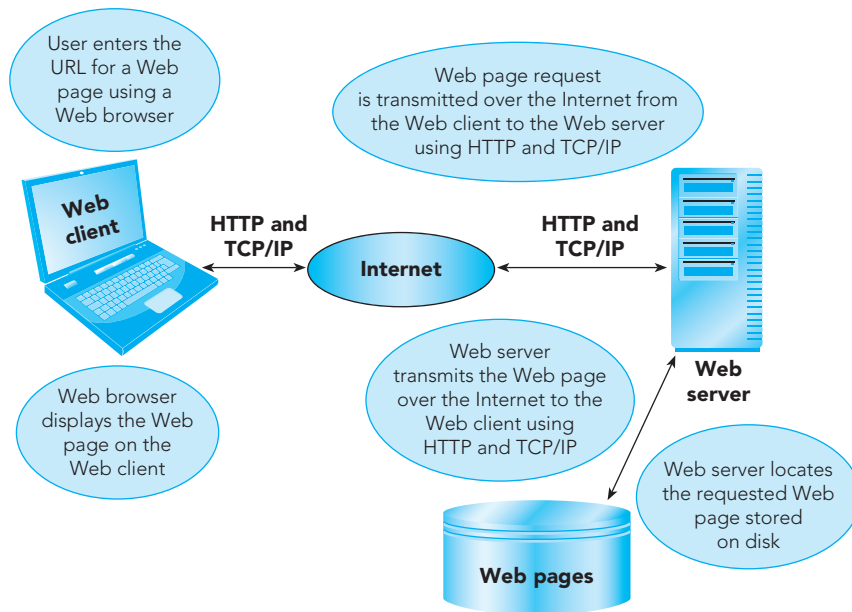 User enters the
URL for a Web
page using a
Web browser
Web page request
is transmitted over the Internet from
the Web client to the Web server
using HTTP and TCP/IP
Web
client
HTTP and
TCP/IP
Internet
HTTP and
TCP/IP
Web
server
Web browser
displays the Web
page on the
Web client
Web server
transmits the Web page
over the Internet to the
Web client using
HTTP and TCP/IP
Web server locates
the requested Web
page stored
on disk
Web pages